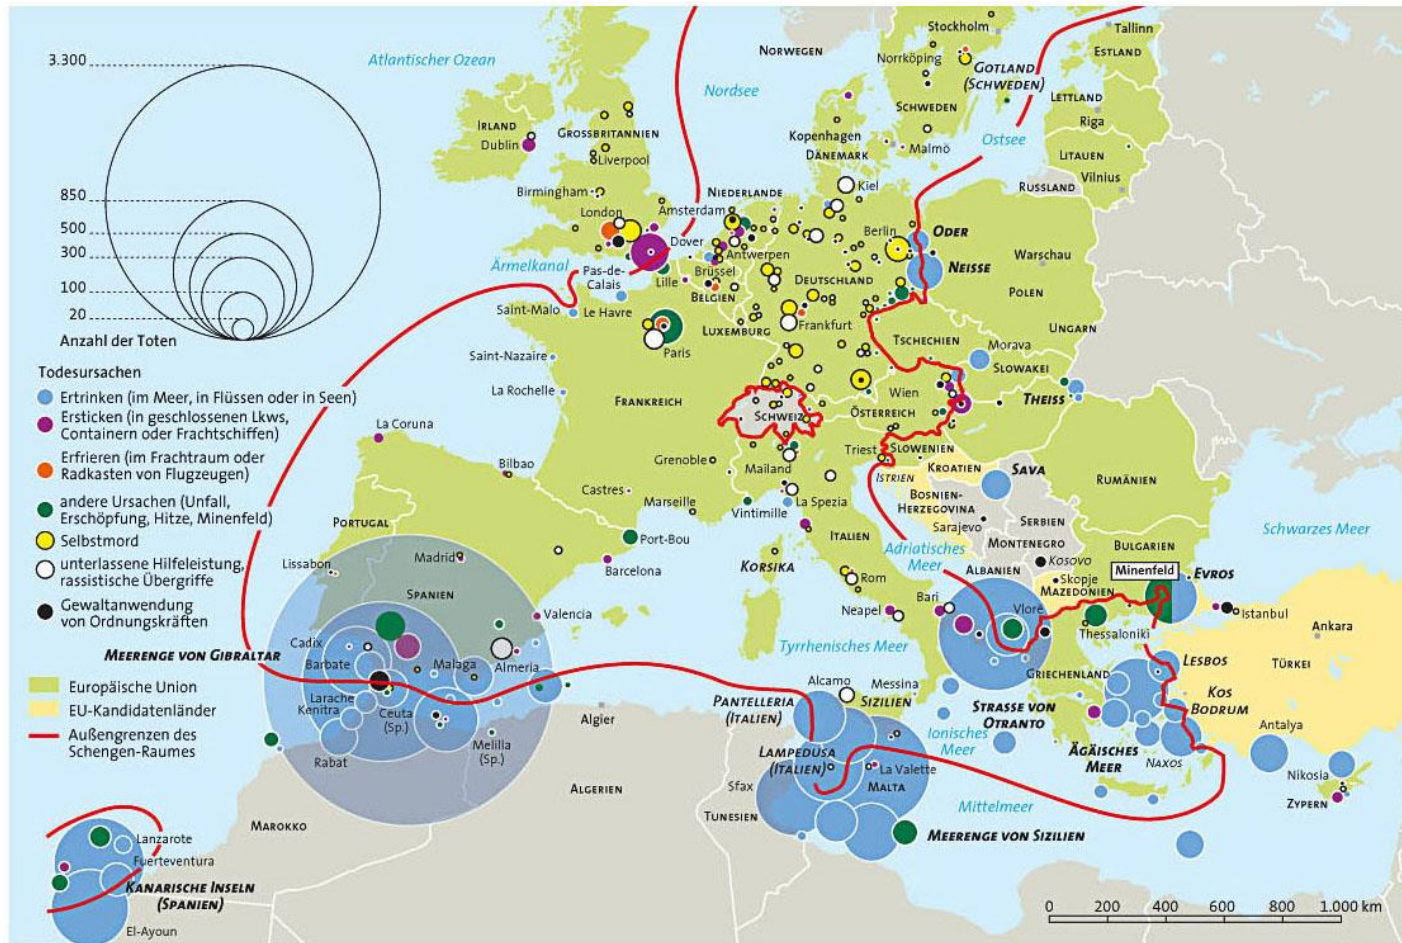 3.300
850
500
300
100
20
Anzahl der Toten
Todesursachen
Ertrinken (im Meer, in Flüssen oder in Seen)
Ersticken (in geschlossenen Lkws,
Containern oder Frachtschiffen)
Erfrieren (im Frachtraum oder
Radkasten von Flugzeugen)
andere Ursachen (Unfall,
Erschöpfung, Hitze, Minenfeld)
Selbstmord
unterlassene Hilfeleistung,
rassistische Übergriffe
Gewaltanwendung
von Ordnungskräften
Europäische Union
EU-Kandidatenländer
Außengrenzen des
Schengen-Raumes
Atlantischer Ozean
Nordsee
Ostsee
Ärmelkanal
NORWEGEN
Stockholm
Norrköping
GOTLAND
(SCHWEDEN)
SCHWEDEN
Tallinn
ESTLAND
LETTLAND
Riga
LITAUEN
Vilnius
RUSSLAND
Kopenhagen
DÄNEMARK
Malmö
IRLAND
Dublin
GROSSBRITANNIEN
Liverpool
Birmingham
London
Dover
NIEDERLANDE
Amsterdam
Kiel
Berlin
ODER
NEISSE
Warschau
POLEN
Antwerpen
Brüssel
BELGIEN
Lille
Pas-de-
Calais
DEUTSCHLAND
LUXEMBURG
Frankfurt
Saint-Malo
Le Havre
Paris
Saint-Nazaire
La Rochelle
FRANKREICH
TSCHECHIEN
Morava
UNGARN
SLOWAKEI
Wien
THEISS
ÖSTERREICH
SCHWEIZ
La Coruna
Bilbao
Grenoble
Castres
Marseille
Mailand
Vintimille
La Spezia
Triest
SLOWENIEN
ISTRIEN
KROATIEN
SAVA
BOSNIEN-
HERZEGOVINA
Sarajevo
SERBIEN
MONTENEGRO
Kosovo
RUMÄNIEN
BULGARIEN
Schwarzes Meer
PORTUGAL
Lissabon
Madrid
SPANIEN
Port-Bou
Barcelona
Valencia
KORSIKA
ITALIEN
Rom
Neapel
Bari
Adriatisches
Meer
ALBANIEN
Vlorë
Skopje
MAZEDONIEN
Minenfeld
EVROS
Istanbul
Ankara
TÜRKEI
Thessaloniki
GRIECHENLAND
LESBOS
KOS
BODRUM
Antalya
NAXOS
ÄGÄISCHES
MEER
Nikosia
ZYPERN
Tyrrhenisches Meer
Messina
Alcamo
SIZILIEN
STRASSE VON
OTRANTO
Ionisches
Meer
PANTELLERIA
(ITALIEN)
LAMPEDUSA
(ITALIEN)
La Valette
MALTA
Mittelmeer
Sfax
TUNESIEN
MEERENGE VON SIZILIEN
MEERENGE VON GIBRALTAR
Cadix
Barbate
Malaga
Almeria
Larache
Kenitra
Ceuta
(Sp.)
Rabat
Melilla
(Sp.)
Algier
ALGERIEN
MAROKKO
Lanzarote
Fuerteventura
KANARISCHE INSELN
(SPANIEN)
El-Ayoun
0 200 400 600 800 1.000 km